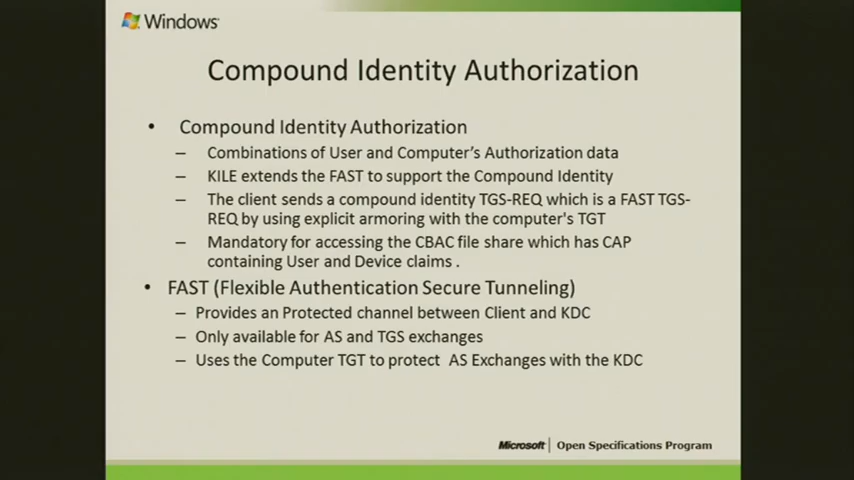 Windows
Compound Identity Authorization
• Compound Identity Authorization
– Combinations of User and Computer's Authorization data
– KILE extends the FAST to support the Compound Identity
– The client sends a compound identity TGS-REQ which is a FAST TGS-
REQ by using explicit armoring with the computer's TGT
– Mandatory for accessing the CBAC file share which has CAP
containing User and Device claims .
• FAST (Flexible Authentication Secure Tunneling)
– Provides an Protected channel between Client and KDC
– Only available for AS and TGS exchanges
– Uses the Computer TGT to protect AS Exchanges with the KDC
Microsoft | Open Specifications Program